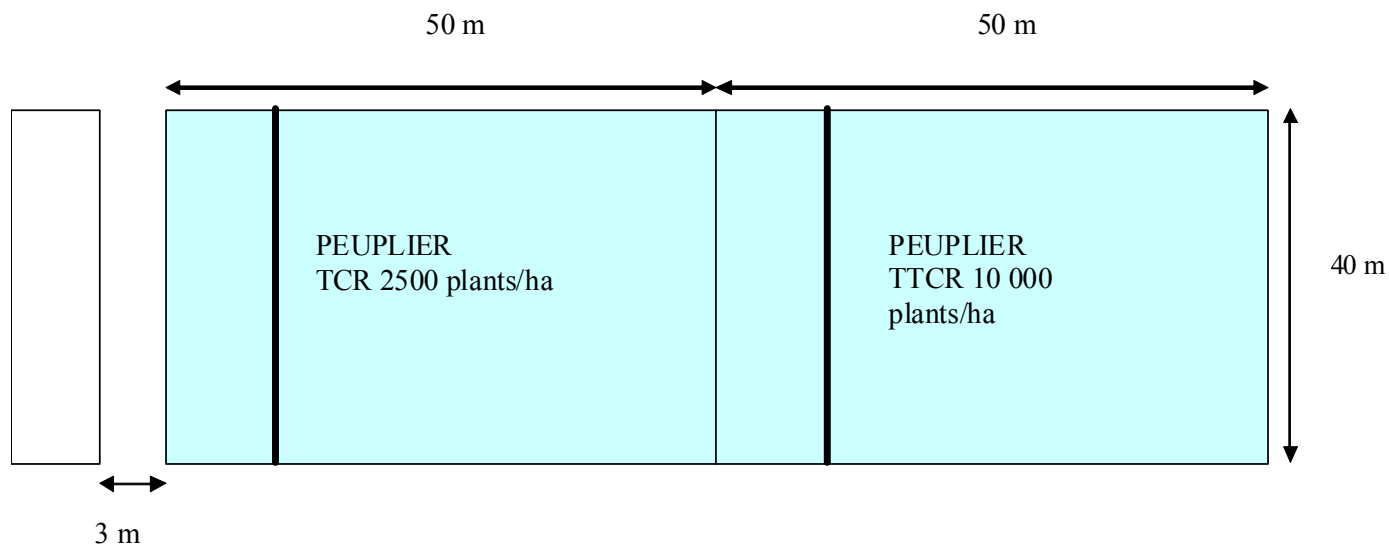 50 m
50 m
PEUPLIER
TCR 2500 plants/ha
PEUPLIER
TTCR 10 000
plants/ha
40 m
3 m